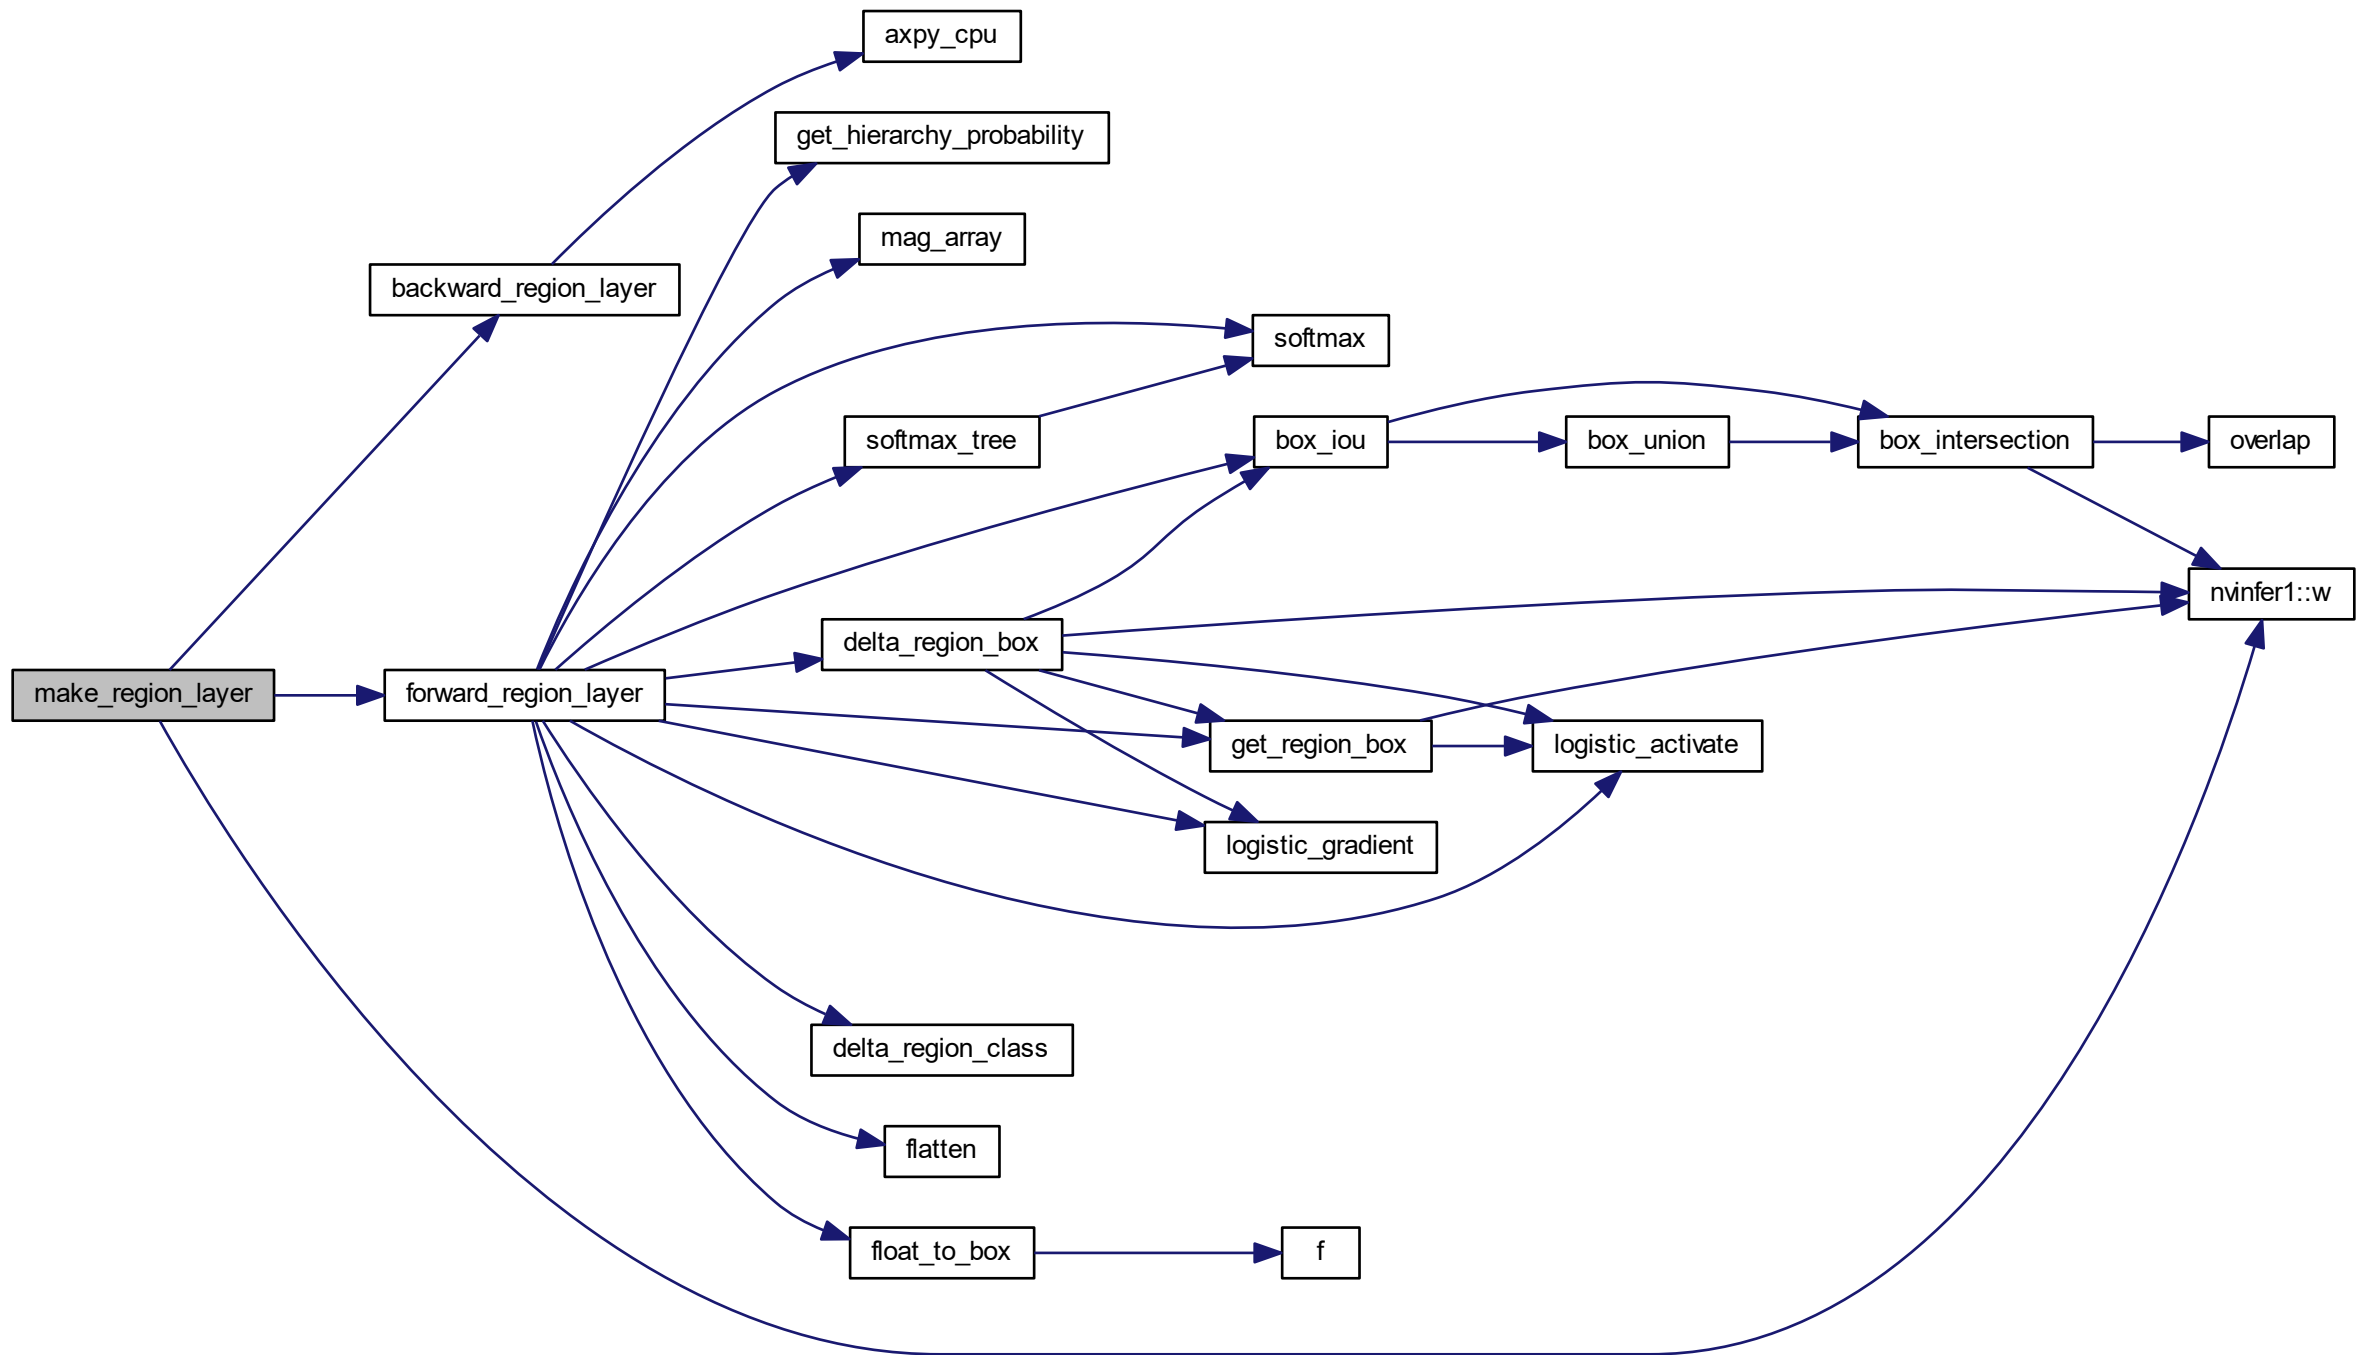 axpy_cpu
get_hierarchy_probability
mag_array
backward_region_layer
softmax
softmax_tree
box_iou
box_union
box_intersection
overlap
nvinfer1::w
delta_region_box
make_region_layer
forward_region_layer
get_region_box
logistic_activate
logistic_gradient
delta_region_class
flatten
float_to_box
f